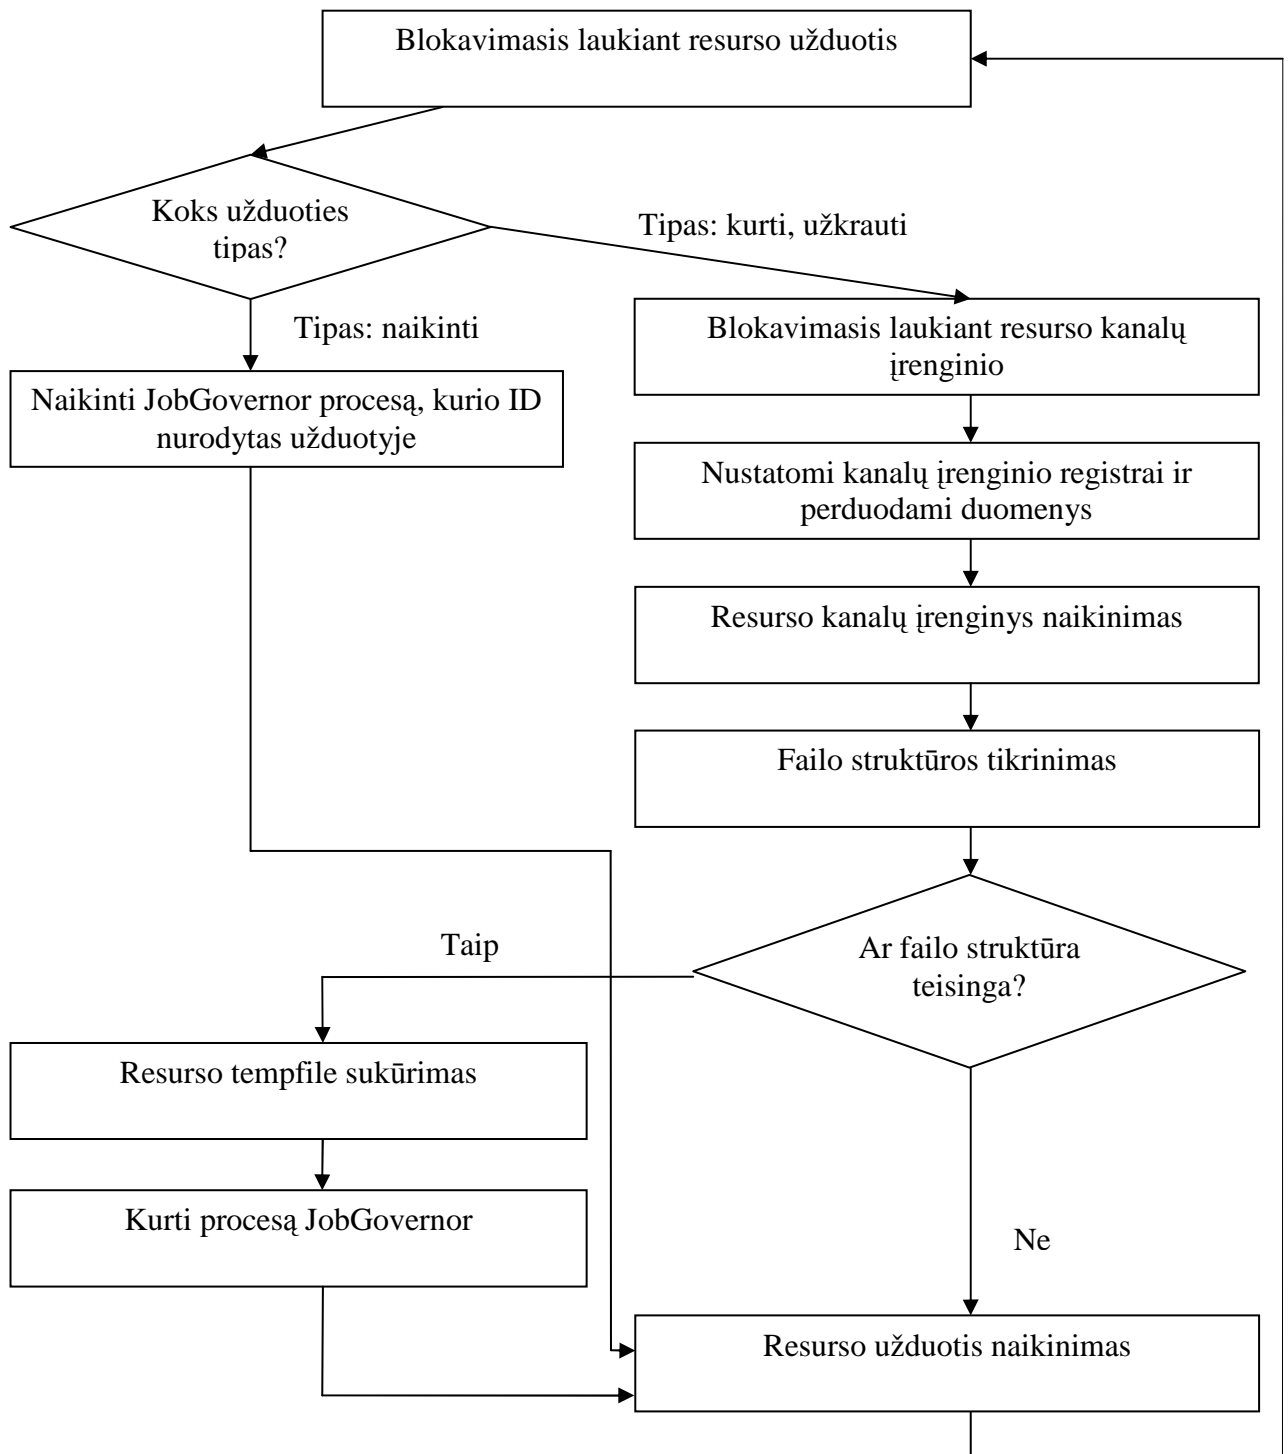 Blokavimasis laukiant resurso užduotis
Koks užduoties
tipas?
Tipas: kurti, užkrauti
Tipas: naikinti
Blokavimasis laukiant resurso kanalų
įrenginio
Naikinti JobGovernor procesą, kurio ID
nurodytas užduotyje
Nustatomi kanalų įrenginio registrai ir
perduodami duomenys
Resurso kanalų įrenginys naikinimas
Failo struktūros tikrinimas
Taip
Ar failo struktūra
teisinga?
Resurso tempfile sukūrimas
Kurti procesą JobGovernor
Ne
Resurso užduotis naikinimas